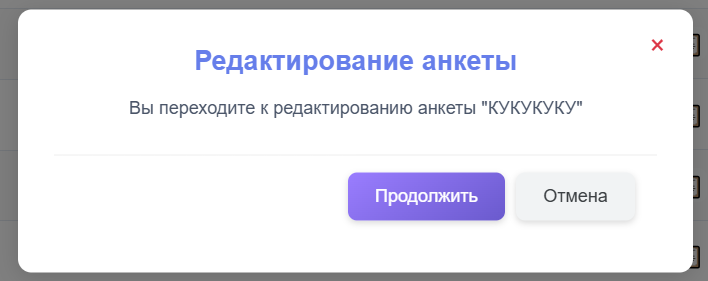 Редактирование анкеты
×
Вы переходите к редактированию анкеты "КУКУКУКУ"
Продолжить
Отмена